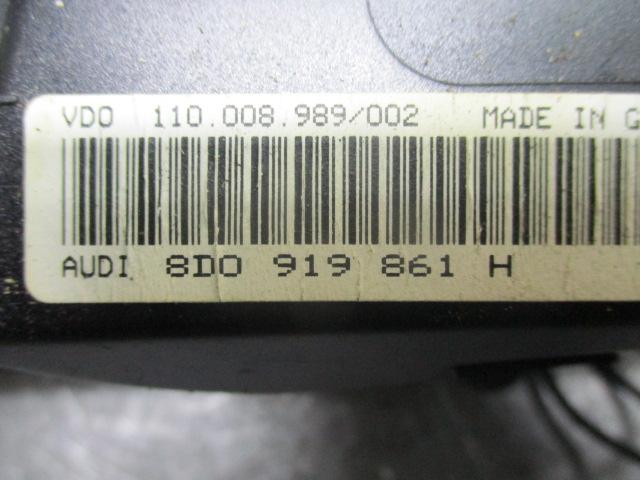 VDO 110.008.989/002 MADE IN G
AUDI 8D0 919 861 H